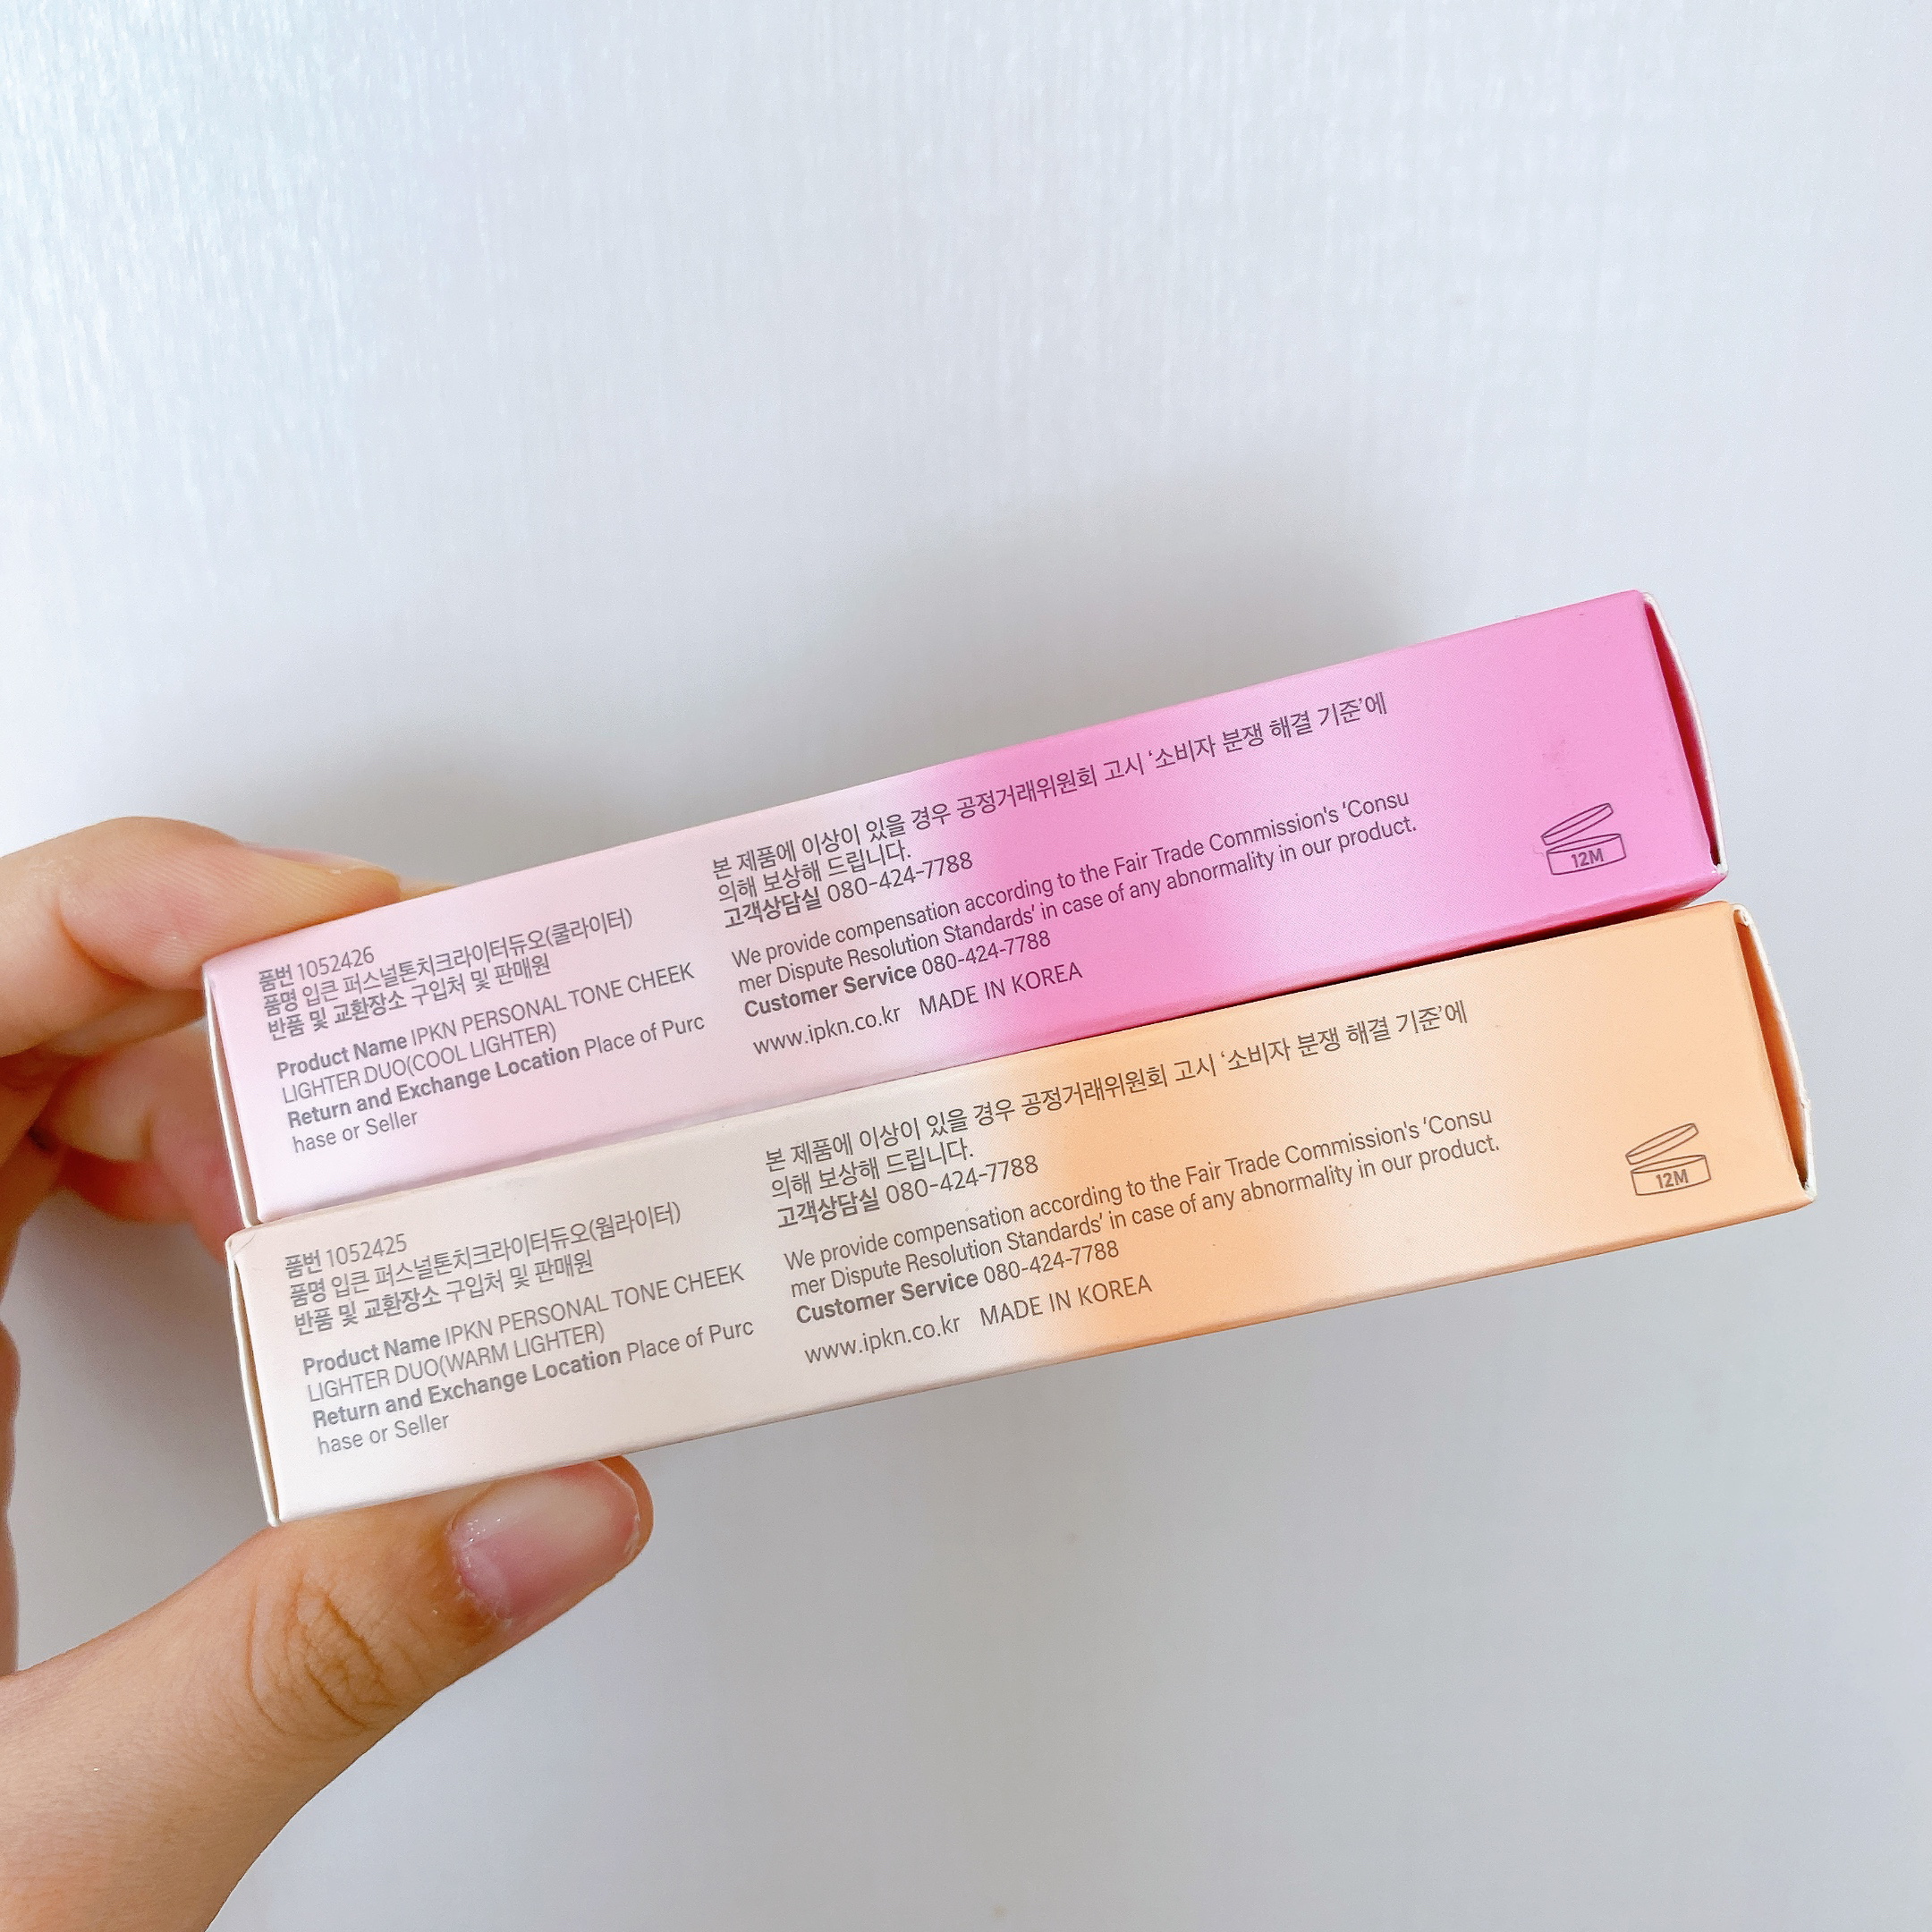 품번 1052426
품명 입큰 퍼스널톤치크라이터듀오(쿨라이터)
반품 및 교환장소 구입처 및 판매원
Product Name IPKN PERSONAL TONE CHEEK
LIGHTER DUO(COOL LIGHTER)
Return and Exchange Location Place of Purc
hase or Seller
본 제품에 이상이 있을 경우 공정거래위원회 고시 ‘소비자 분쟁 해결 기준’에
의해 보상해 드립니다.
고객상담실 080-424-7788
We provide compensation according to the Fair Trade Commission's ‘Consu
mer Dispute Resolution Standards’ in case of any abnormality in our product.
Customer Service 080-424-7788
www.ipkn.co.kr MADE IN KOREA
12M
품번 1052425
품명 입큰 퍼스널톤치크라이터듀오(웜라이터)
반품 및 교환장소 구입처 및 판매원
Product Name IPKN PERSONAL TONE CHEEK
LIGHTER DUO(WARM LIGHTER)
Return and Exchange Location Place of Purc
hase or Seller
본 제품에 이상이 있을 경우 공정거래위원회 고시 ‘소비자 분쟁 해결 기준’에
의해 보상해 드립니다.
고객상담실 080-424-7788
We provide compensation according to the Fair Trade Commission's ‘Consu
mer Dispute Resolution Standards’ in case of any abnormality in our product.
Customer Service 080-424-7788
www.ipkn.co.kr MADE IN KOREA
12M